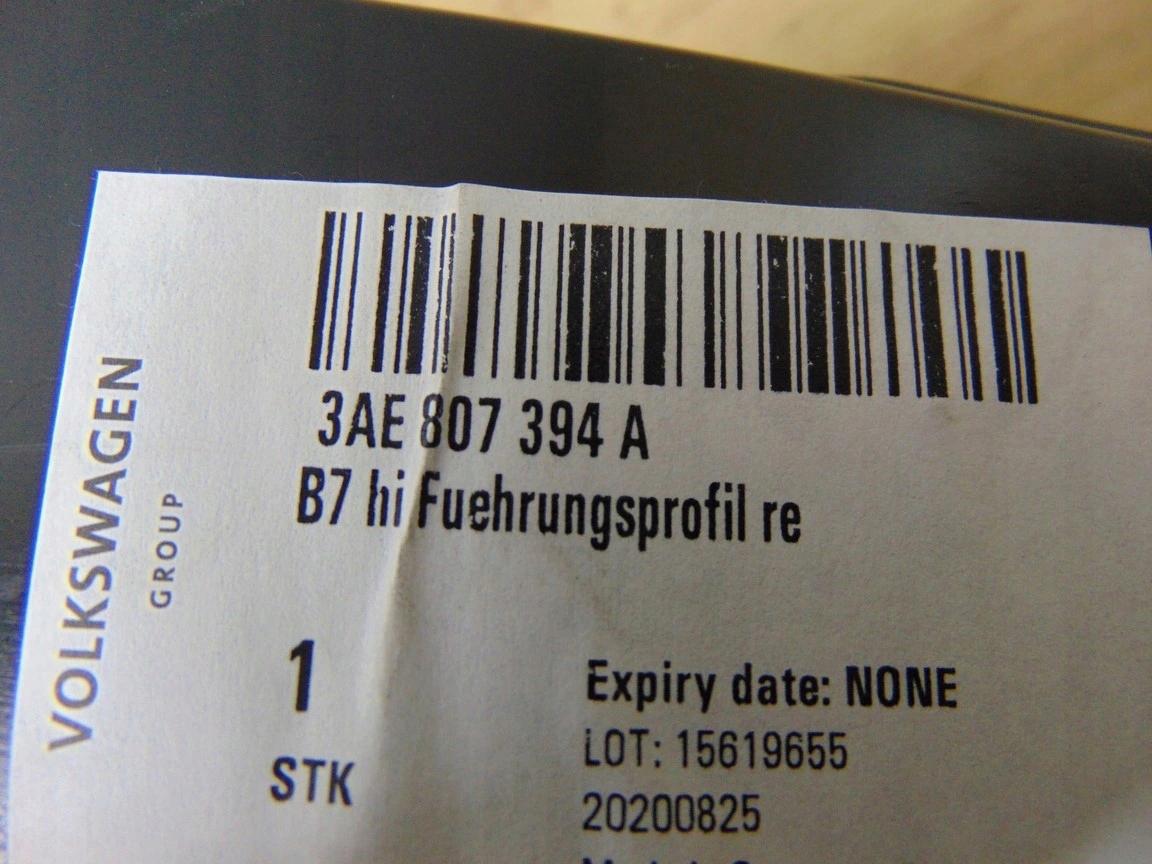 VOLKSWAGEN
GROUP
3AE 807 394 A
B7 hi Fuehrungsprofil re
1
STK
Expiry date: NONE
LOT: 15619655
20200825